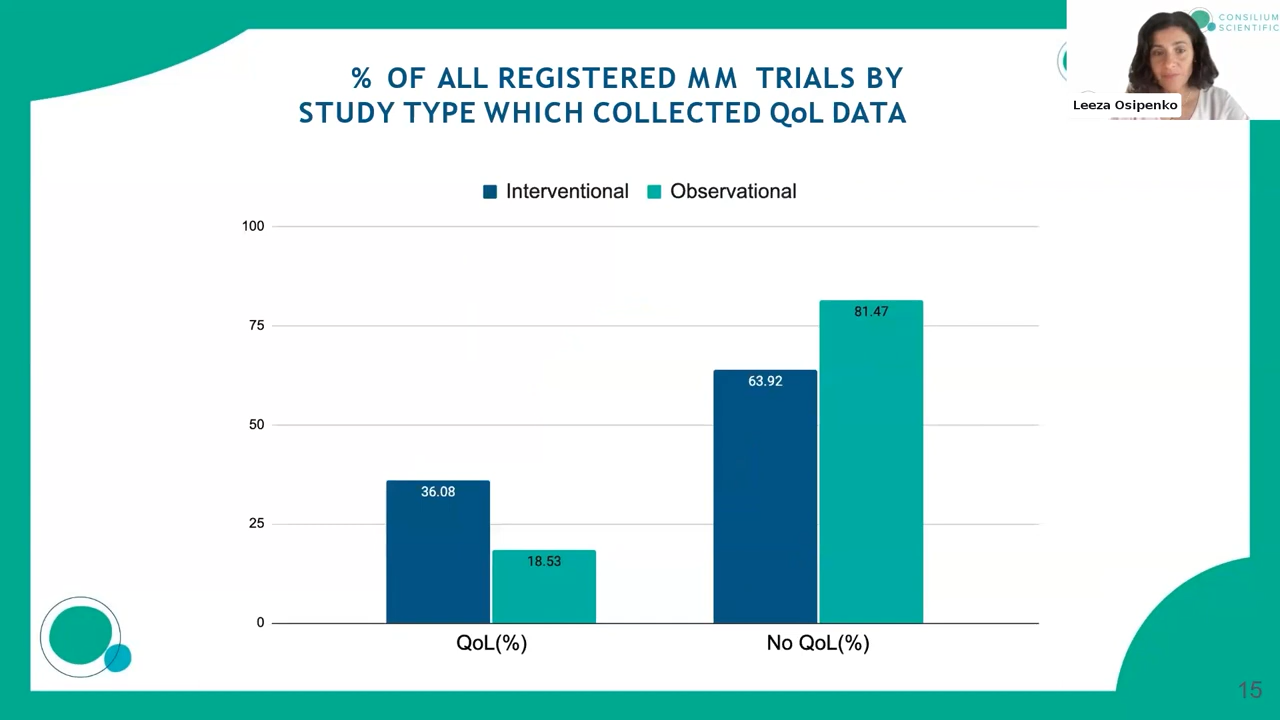 CONSILIUM
SCIENTIFIC
Leeza Osipenko
% OF ALL REGISTERED MM TRIALS BY
STUDY TYPE WHICH COLLECTED QoL DATA
Interventional Observational
100
75
50
25
0
36.08
18.53
63.92
81.47
QoL(%) No QoL(%)
15